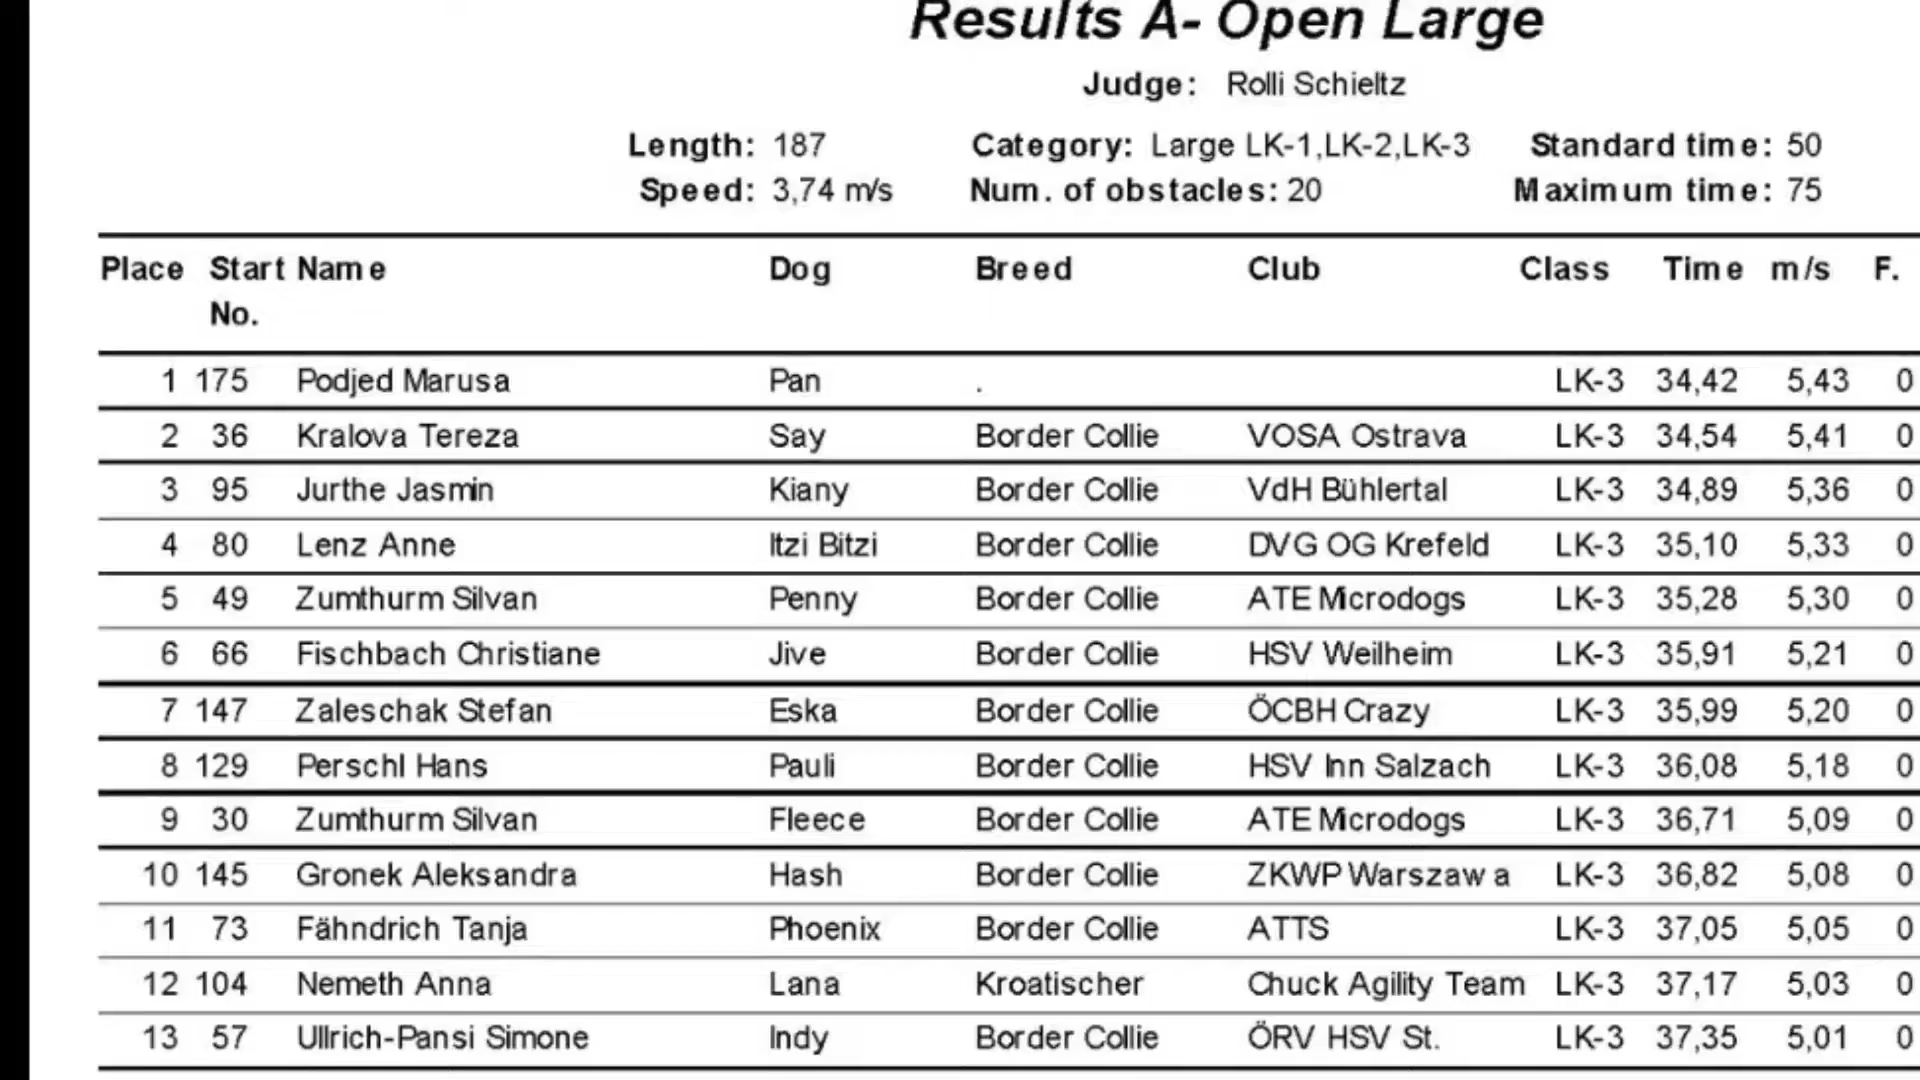 Results A- Open Large
Judge: Rolli Schieltz
Length: 187 Category: Large LK-1,LK-2,LK-3 Standard time: 50
Speed: 3,74 m/s Num. of obstacles: 20 Maximum time: 75
Place Start No. Name Dog Breed Club Class Time m/s F.
1 175 Podjed Marusa Pan . LK-3 34,42 5,43 0
2 36 Kralova Tereza Say Border Collie VOSA Ostrava LK-3 34,54 5,41 0
3 95 Jurthe Jasmin Kiany Border Collie VdH Bühlertal LK-3 34,89 5,36 0
4 80 Lenz Anne Itzi Bitzi Border Collie DVG OG Krefeld LK-3 35,10 5,33 0
5 49 Zumthurm Silvan Penny Border Collie ATE Microdogs LK-3 35,28 5,30 0
6 66 Fischbach Christiane Jive Border Collie HSV Weilheim LK-3 35,91 5,21 0
7 147 Zaleschak Stefan Eska Border Collie ÖCBH Crazy LK-3 35,99 5,20 0
8 129 Perschl Hans Pauli Border Collie HSV Inn Salzach LK-3 36,08 5,18 0
9 30 Zumthurm Silvan Fleece Border Collie ATE Microdogs LK-3 36,71 5,09 0
10 145 Gronek Aleksandra Hash Border Collie ZKWP Warszawa LK-3 36,82 5,08 0
11 73 Fähndrich Tanja Phoenix Border Collie ATTS LK-3 37,05 5,05 0
12 104 Nemeth Anna Lana Kroatischer Chuck Agility Team LK-3 37,17 5,03 0
13 57 Ullrich-Pansi Simone Indy Border Collie ÖRV HSV St. LK-3 37,35 5,01 0